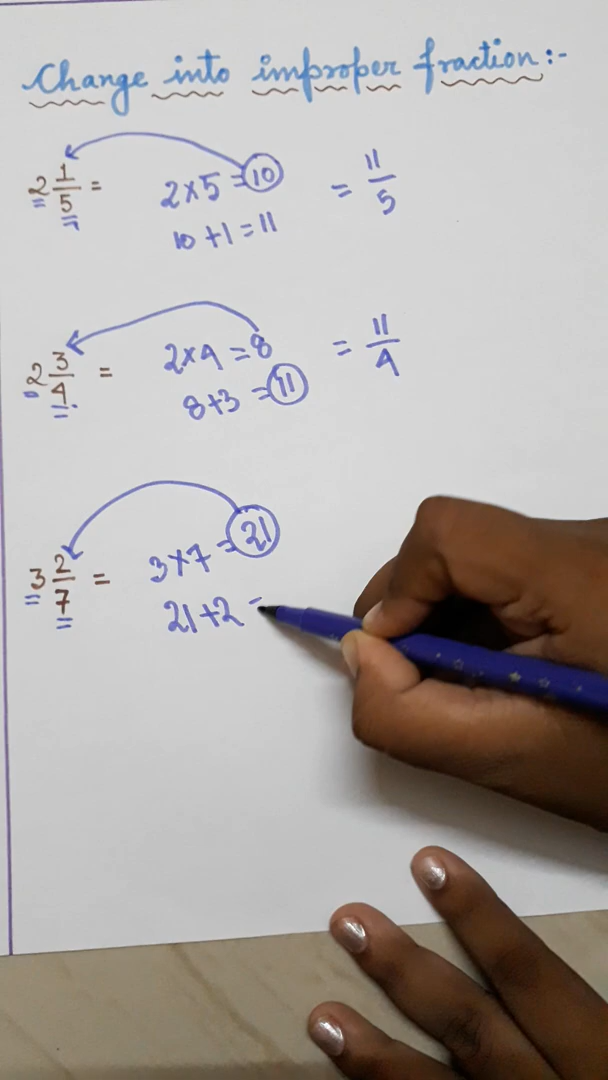 Change into improper fraction:-
2 1/5 = 2×5=10 = 11/5
10+1=11
2 3/4 = 2×4=8 = 11/4
8+3=11
3 2/7 = 3×7=21
21+2=